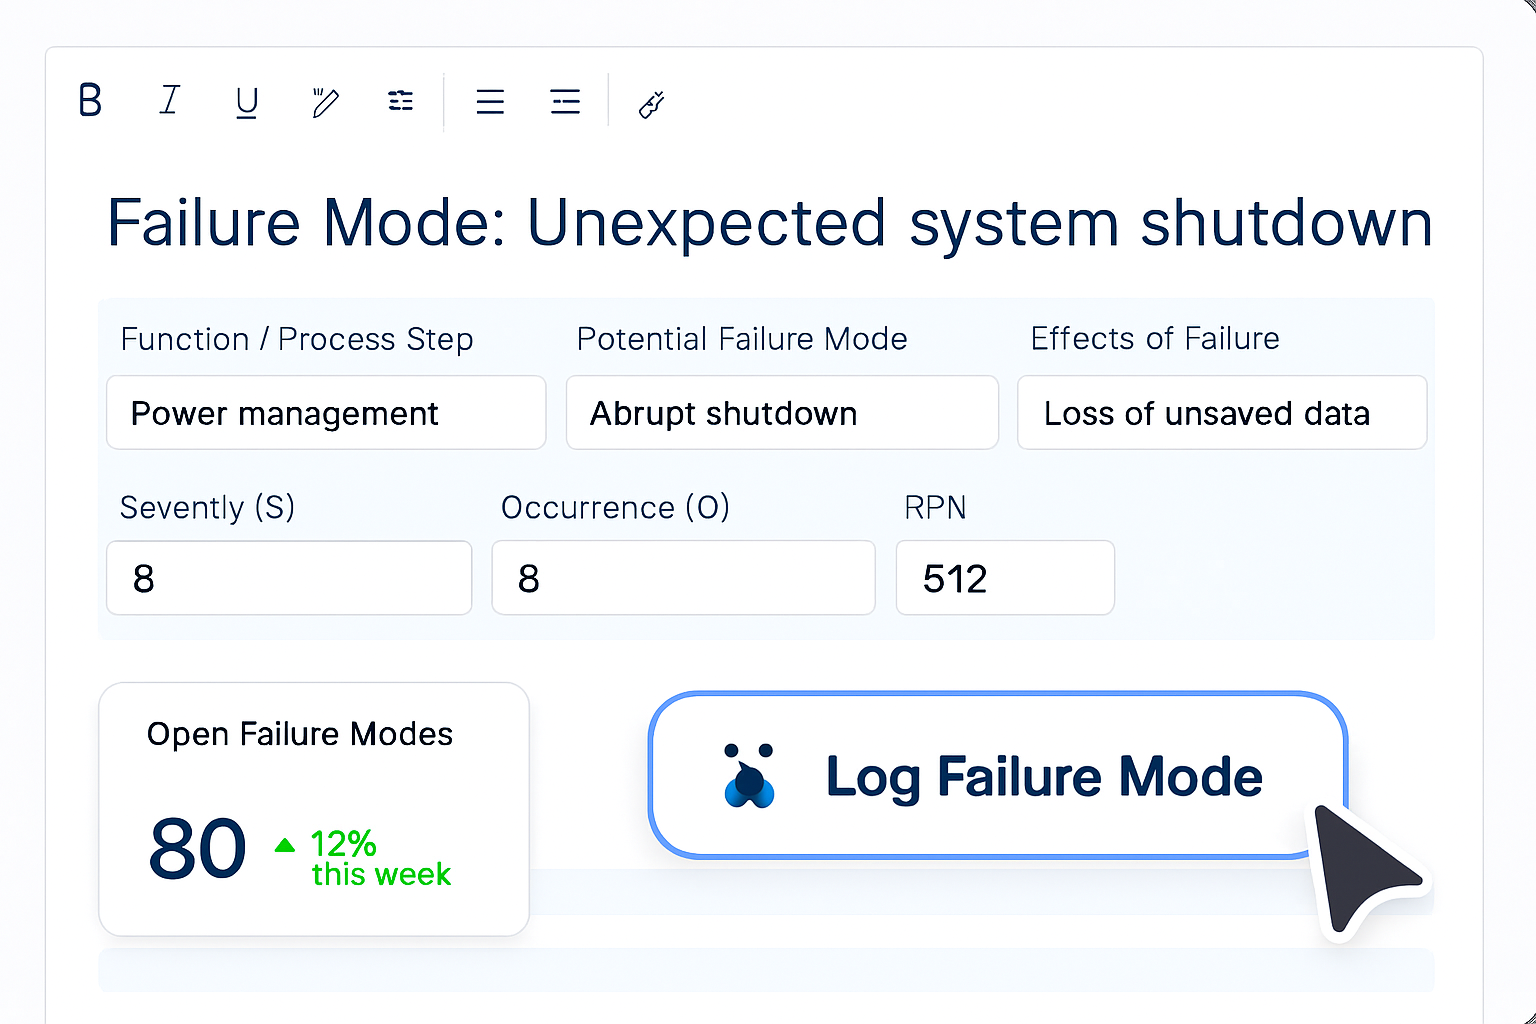 B I U
Failure Mode: Unexpected system shutdown
Function / Process Step Potential Failure Mode Effects of Failure
Power management Abrupt shutdown Loss of unsaved data
Sevently (S) Occurrence (O) RPN
8 8 512
Open Failure Modes
80 ▲ 12%
this week
Log Failure Mode